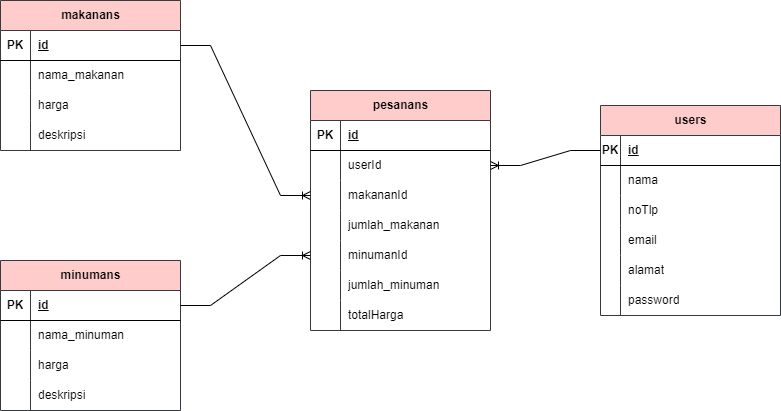 makanans
PK id
nama_makanan
harga
deskripsi
minumans
PK id
nama_minuman
harga
deskripsi
pesanans
PK id
userId
makananId
jumlah_makanan
minumanId
jumlah_minuman
totalHarga
users
PK id
nama
noTlp
email
alamat
password